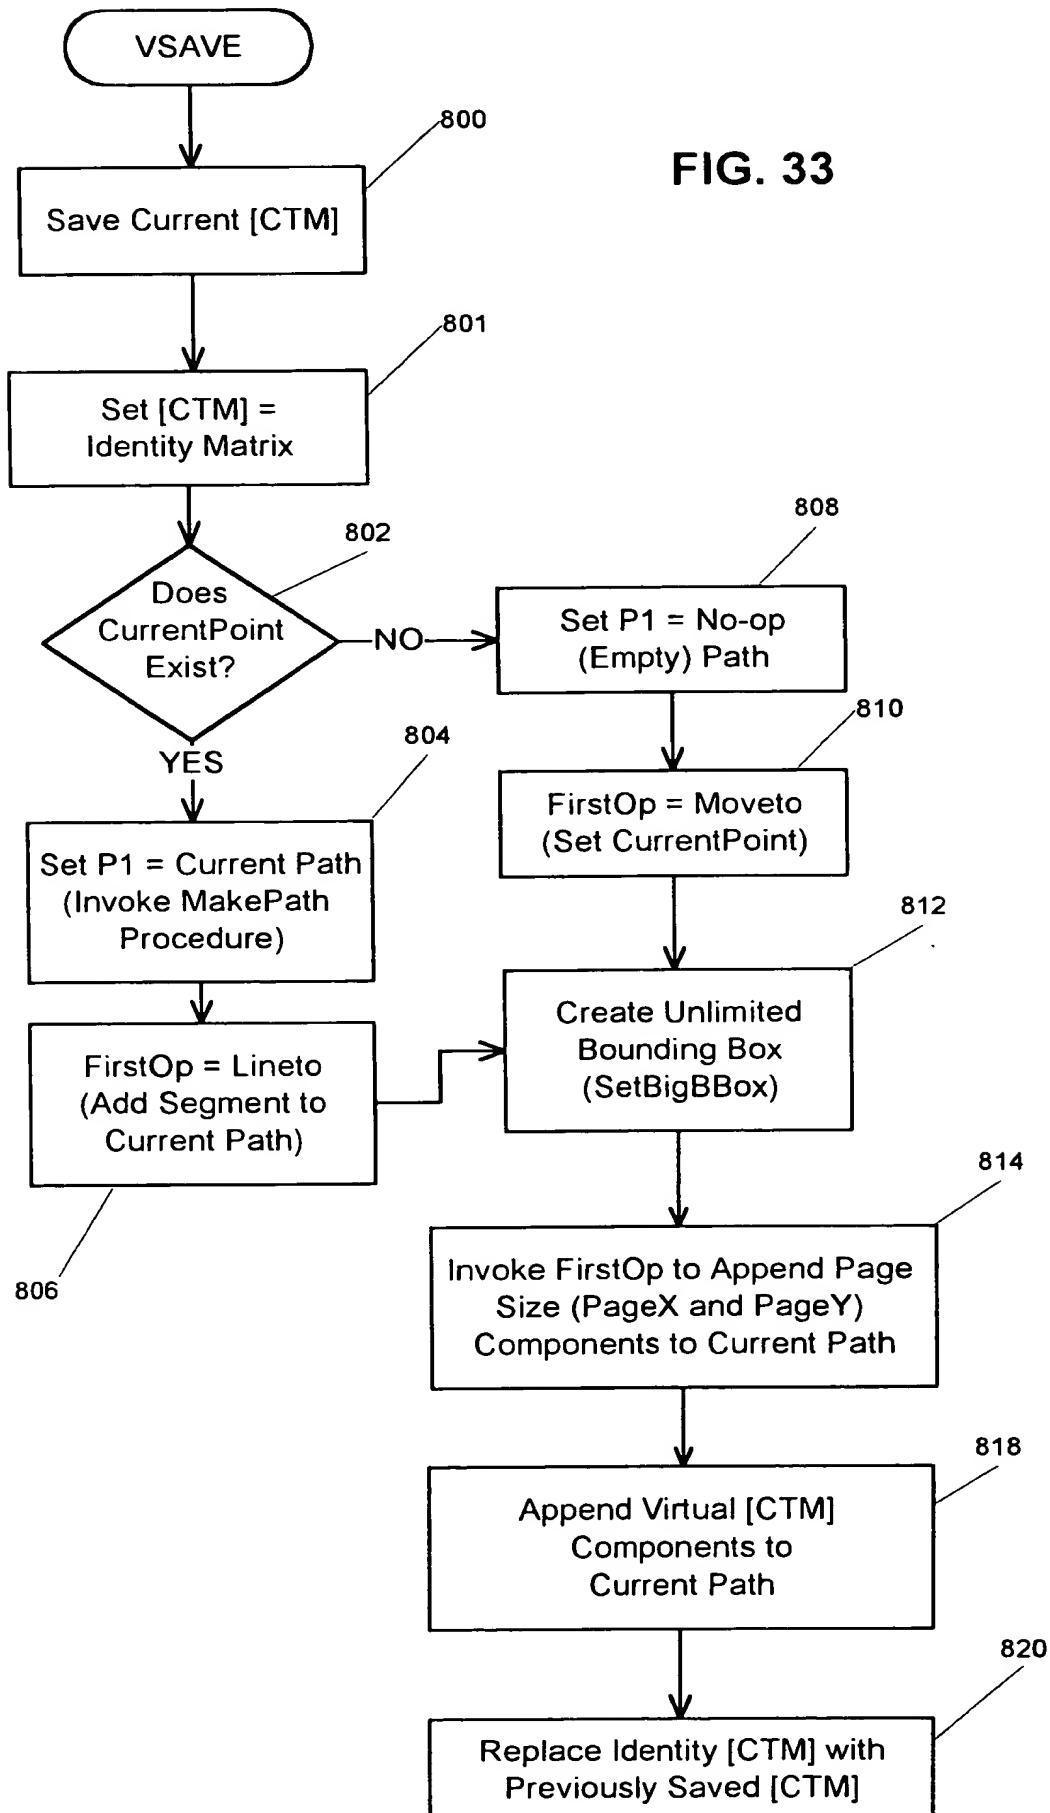 VSAVE
800
FIG. 33
Save Current [CTM]
801
Set [CTM] =
Identity Matrix
802
808
Does
CurrentPoint
Exist?
NO
Set P1 = No-op
(Empty) Path
YES
804
810
FirstOp = Moveto
(Set CurrentPoint)
Set P1 = Current Path
(Invoke MakePath
Procedure)
812
Create Unlimited
Bounding Box
(SetBigBBox)
FirstOp = Lineto
(Add Segment to
Current Path)
806
814
Invoke FirstOp to Append Page
Size (PageX and PageY)
Components to Current Path
818
Append Virtual [CTM]
Components to
Current Path
820
Replace Identity [CTM] with
Previously Saved [CTM]